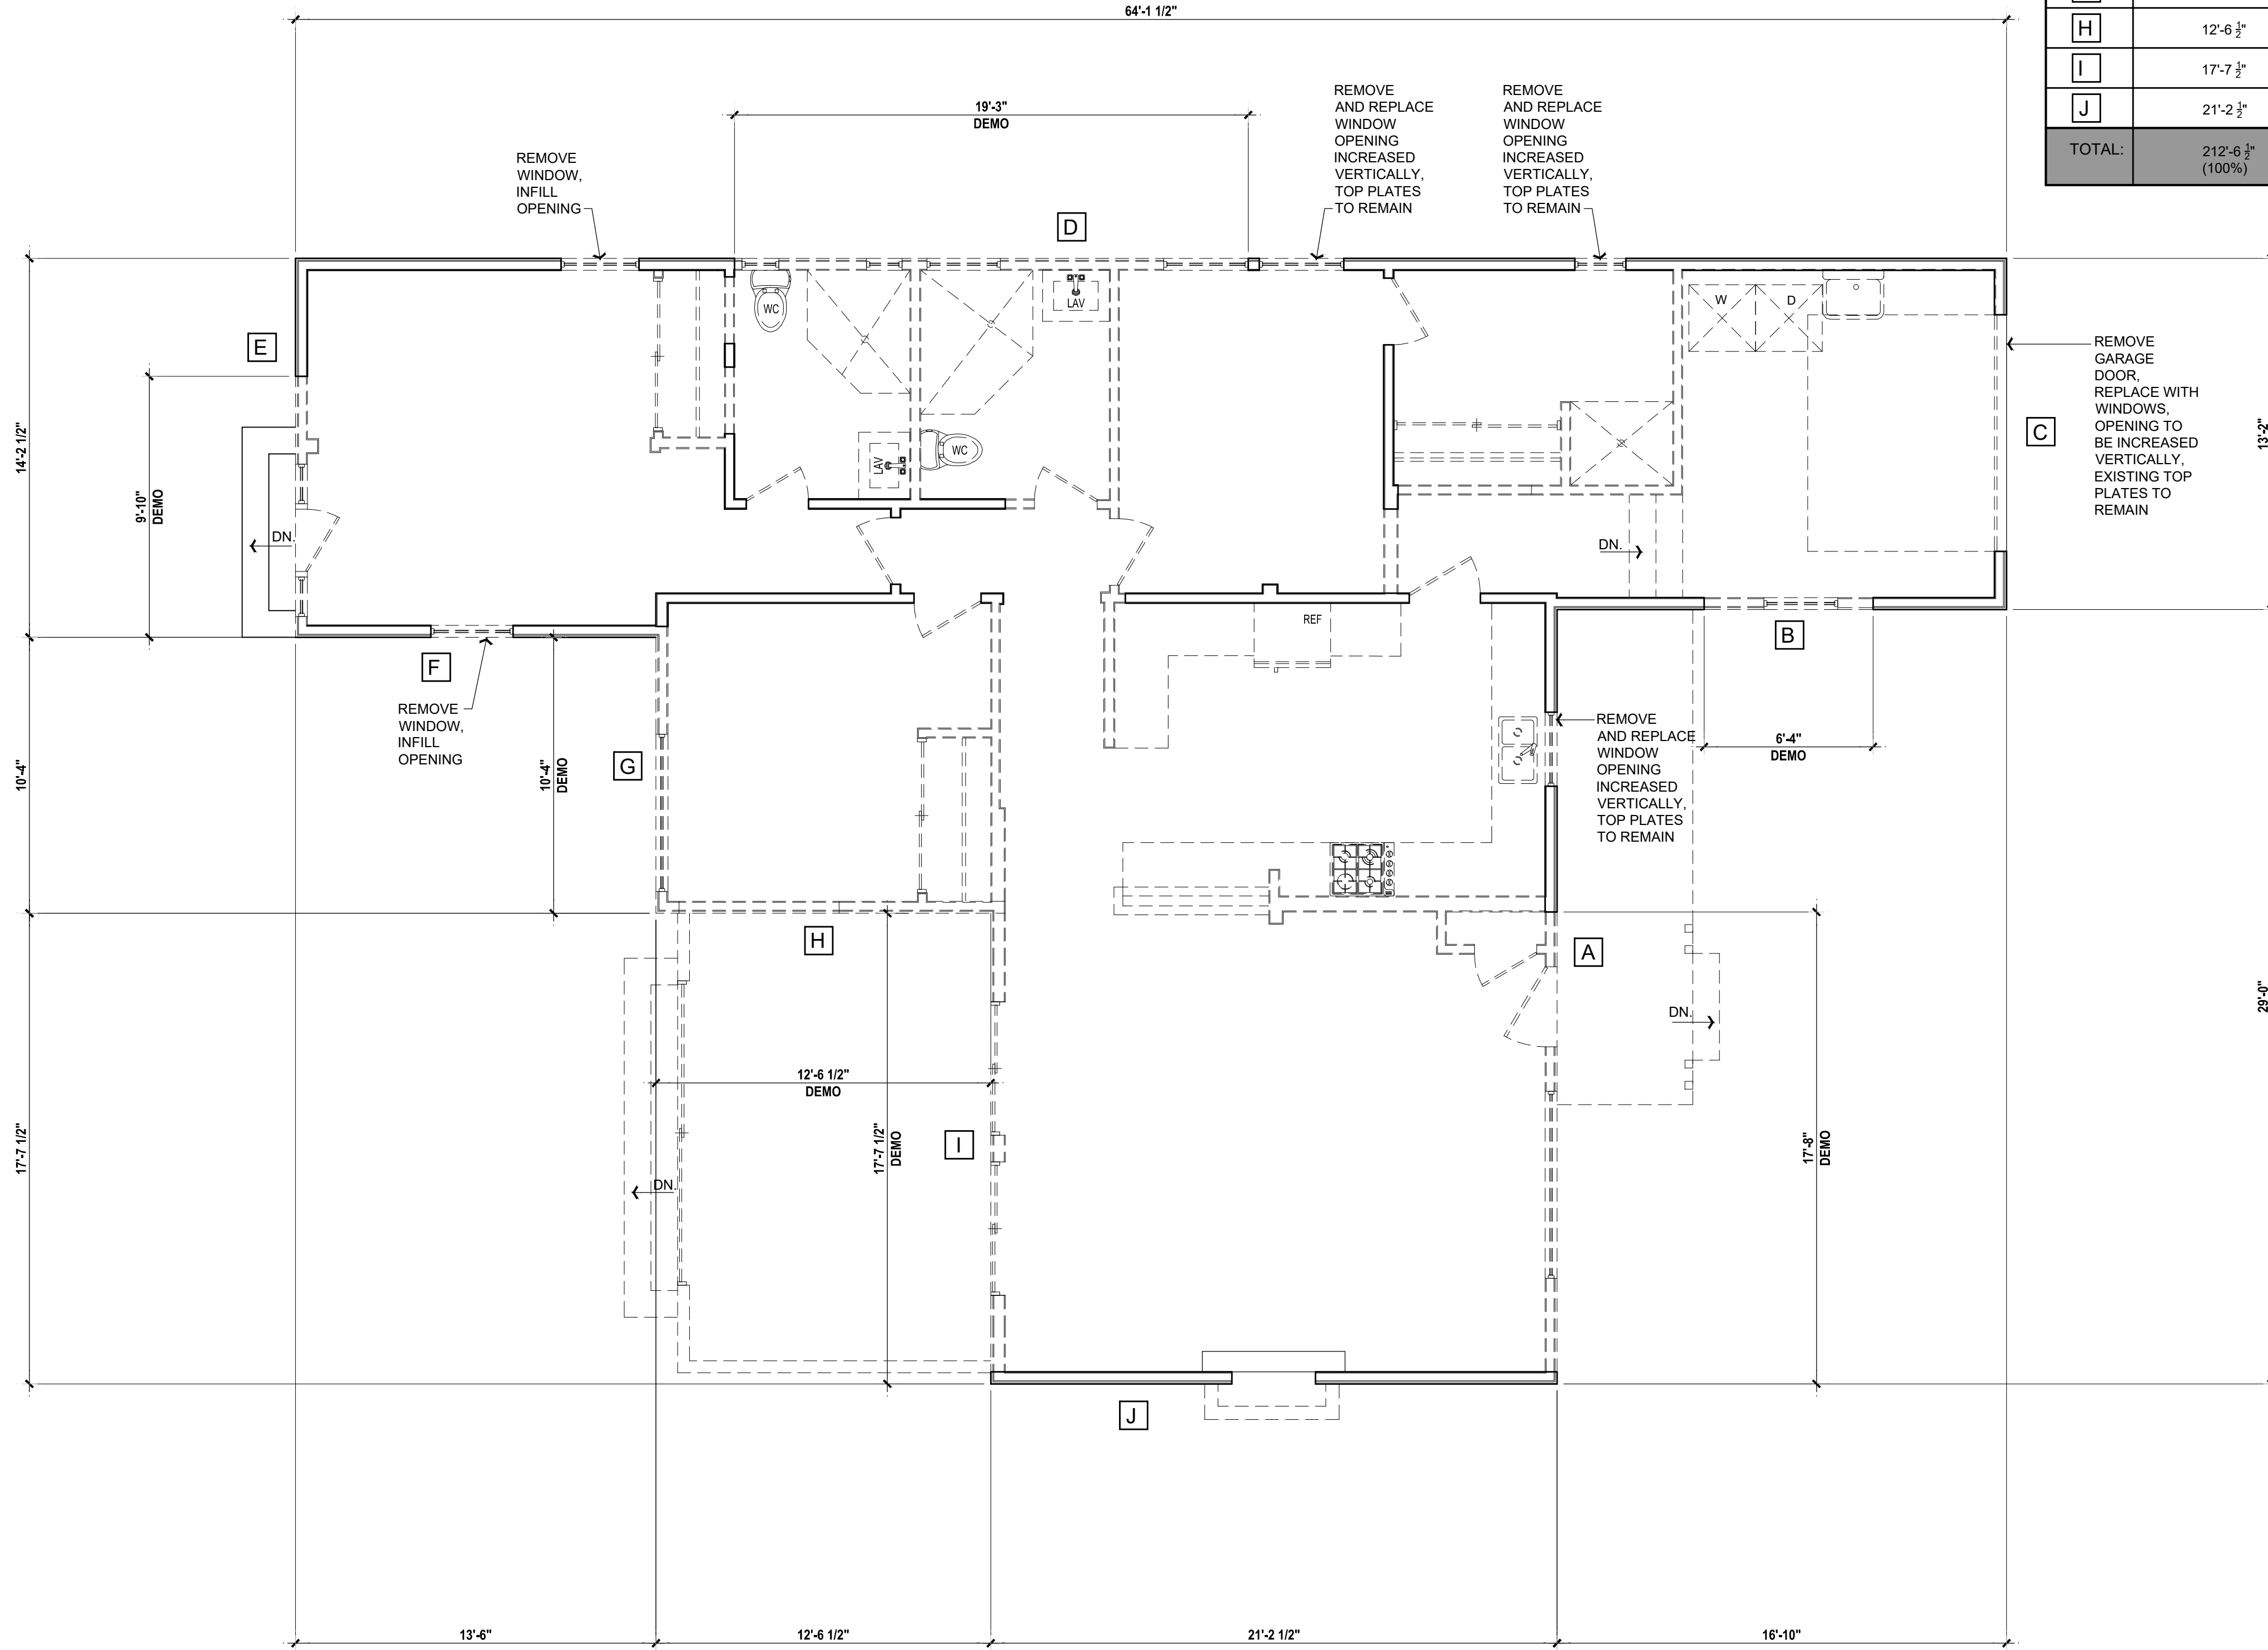 64'-1 1/2"
H 12'-6 1/2"
I 17'-7 1/2"
J 21'-2 1/2"
TOTAL: 212'-6 1/2"
(100%)
19'-3"
DEMO
REMOVE
AND REPLACE
WINDOW
OPENING
INCREASED
VERTICALLY,
TOP PLATES
TO REMAIN
REMOVE
AND REPLACE
WINDOW
OPENING
INCREASED
VERTICALLY,
TOP PLATES
TO REMAIN
REMOVE
WINDOW,
INFILL
OPENING
D
WC
LAV
W
D
E
REMOVE
GARAGE
DOOR,
REPLACE WITH
WINDOWS,
OPENING TO
BE INCREASED
VERTICALLY,
EXISTING TOP
PLATES TO
REMAIN
C
14'-2 1/2"
13'-2"
9'-10"
DEMO
LAV
WC
DN.
DN.
REF
B
F
REMOVE
WINDOW,
INFILL
OPENING
REMOVE
AND REPLACE
WINDOW
OPENING
INCREASED
VERTICALLY,
TOP PLATES
TO REMAIN
6'-4"
DEMO
10'-4"
10'-4"
DEMO
G
H
A
29'-0"
DN.
12'-6 1/2"
DEMO
17'-7 1/2"
17'-7 1/2"
DEMO
I
17'-8"
DEMO
DN.
J
13'-6"
12'-6 1/2"
21'-2 1/2"
16'-10"